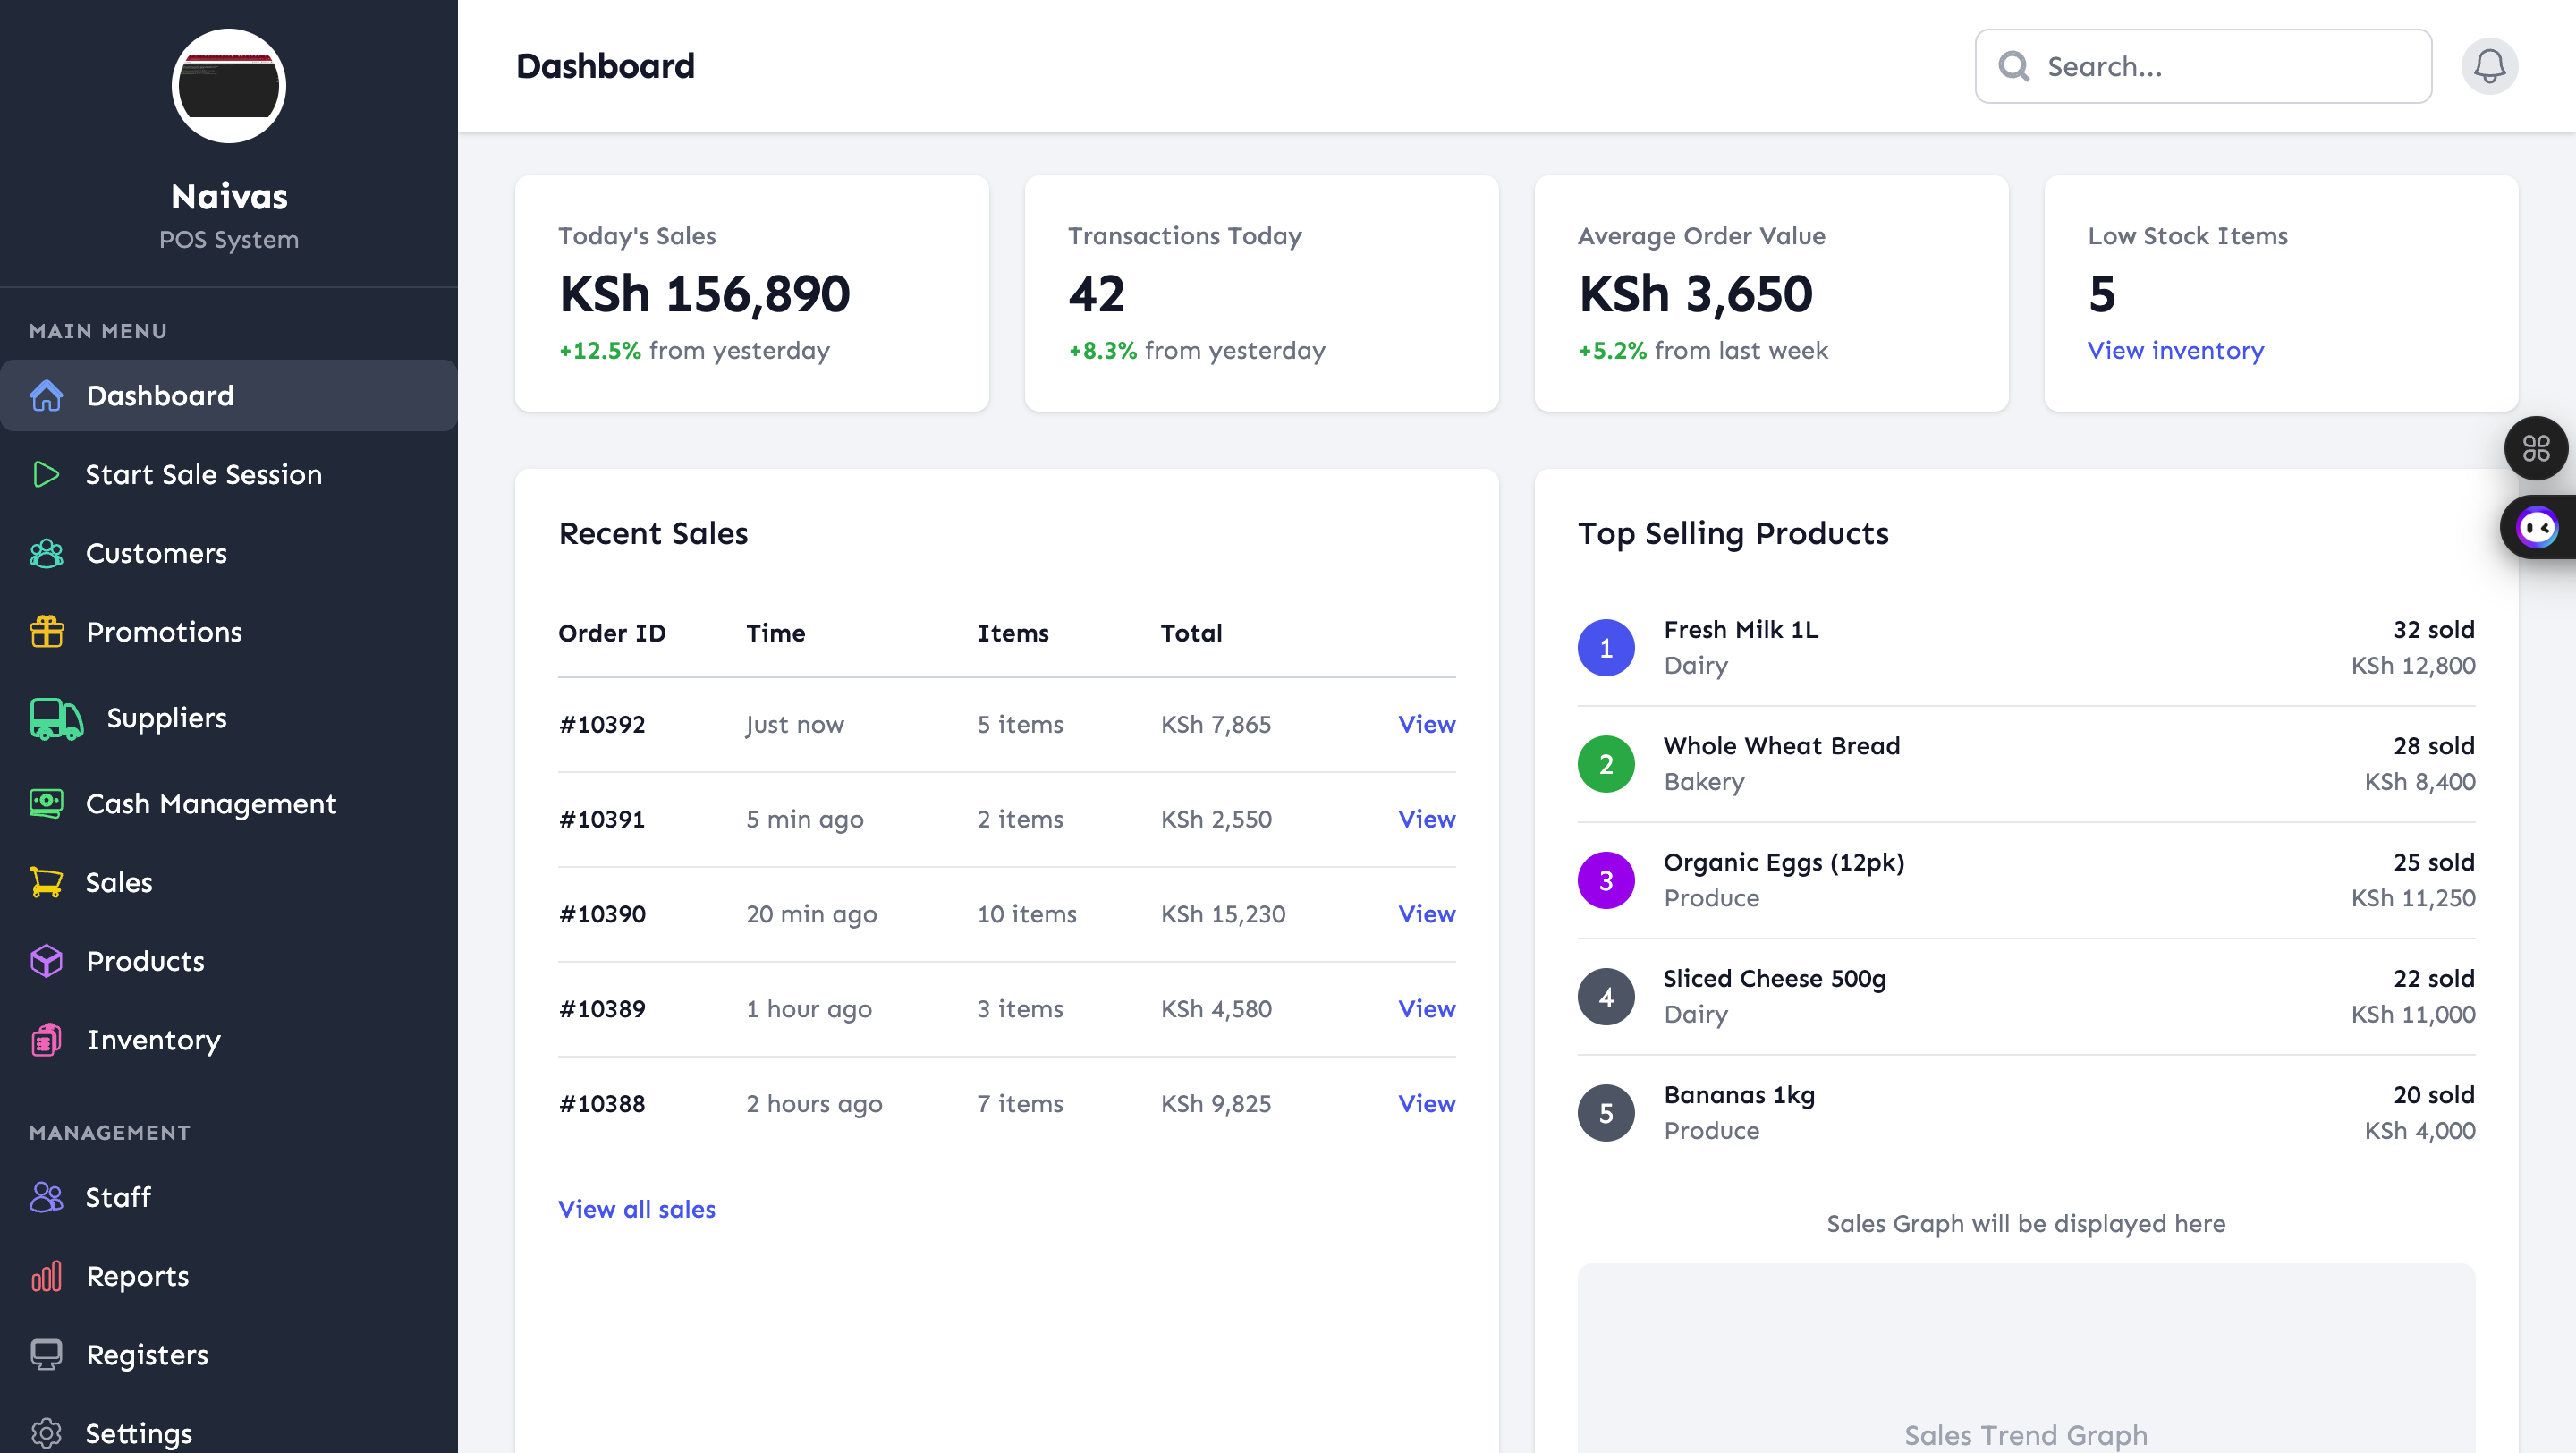 Naivas
POS System
MAIN MENU
Dashboard
Start Sale Session
Customers
Promotions
Suppliers
Cash Management
Sales
Products
Inventory
MANAGEMENT
Staff
Reports
Registers
Settings
Dashboard
Search...
Today's Sales
KSh 156,890
+12.5% from yesterday
Transactions Today
42
+8.3% from yesterday
Average Order Value
KSh 3,650
+5.2% from last week
Low Stock Items
5
View inventory
Recent Sales
Order ID Time Items Total
#10392 Just now 5 items KSh 7,865 View
#10391 5 min ago 2 items KSh 2,550 View
#10390 20 min ago 10 items KSh 15,230 View
#10389 1 hour ago 3 items KSh 4,580 View
#10388 2 hours ago 7 items KSh 9,825 View
View all sales
Top Selling Products
1 Fresh Milk 1L 32 sold
Dairy KSh 12,800
2 Whole Wheat Bread 28 sold
Bakery KSh 8,400
3 Organic Eggs (12pk) 25 sold
Produce KSh 11,250
4 Sliced Cheese 500g 22 sold
Dairy KSh 11,000
5 Bananas 1kg 20 sold
Produce KSh 4,000
Sales Graph will be displayed here
Sales Trend Graph